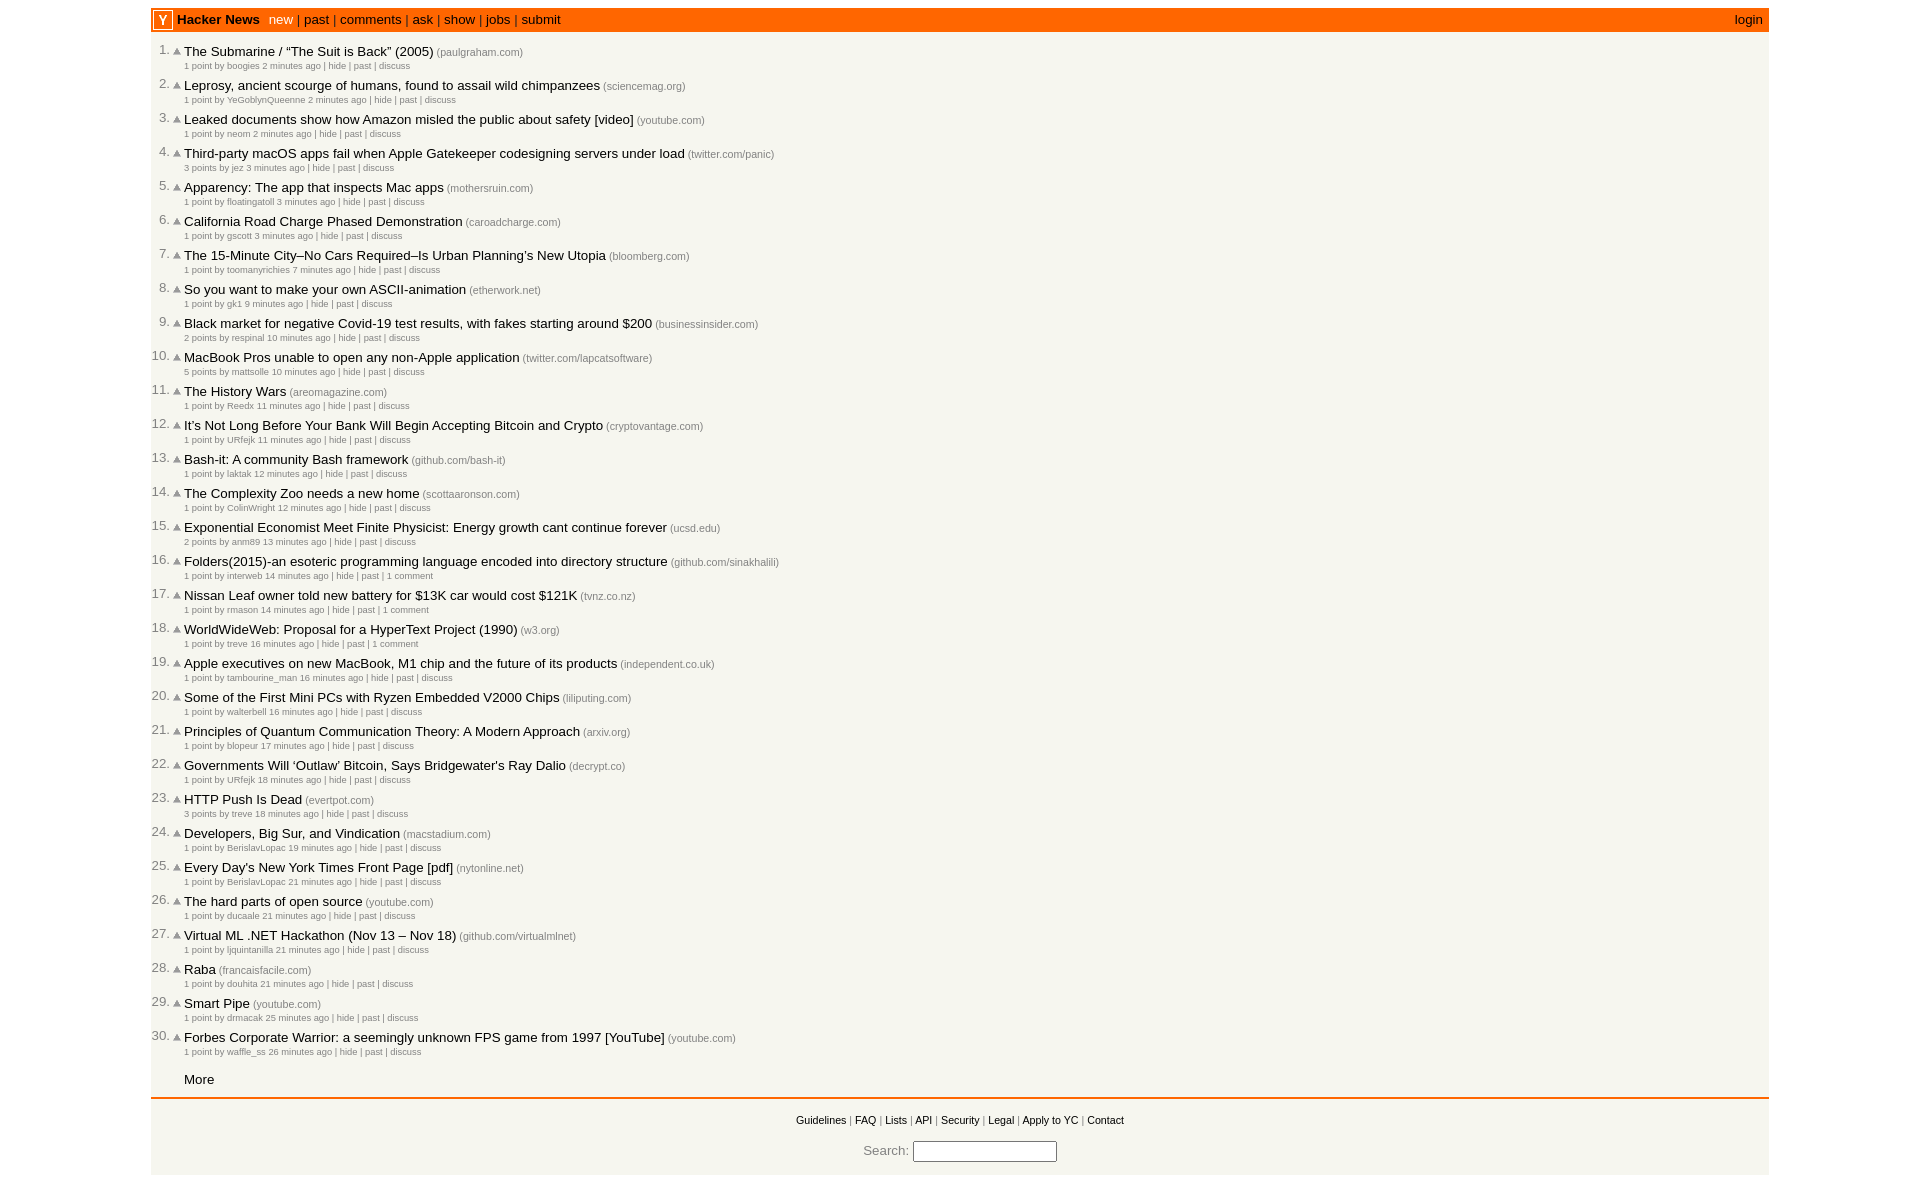 Y Hacker News new | past | comments | ask | show | jobs | submit login
1. The Submarine / “The Suit is Back” (2005) (paulgraham.com)
1 point by boogies 2 minutes ago | hide | past | discuss
2. Leprosy, ancient scourge of humans, found to assail wild chimpanzees (sciencemag.org)
1 point by YeGoblynQueenne 2 minutes ago | hide | past | discuss
3. Leaked documents show how Amazon misled the public about safety [video] (youtube.com)
1 point by neom 2 minutes ago | hide | past | discuss
4. Third-party macOS apps fail when Apple Gatekeeper codesigning servers under load (twitter.com/panic)
3 points by jez 3 minutes ago | hide | past | discuss
5. Apparency: The app that inspects Mac apps (mothersruin.com)
1 point by floatingatoll 3 minutes ago | hide | past | discuss
6. California Road Charge Phased Demonstration (caroadcharge.com)
1 point by gscott 3 minutes ago | hide | past | discuss
7. The 15-Minute City–No Cars Required–Is Urban Planning’s New Utopia (bloomberg.com)
1 point by toomanyrichies 7 minutes ago | hide | past | discuss
8. So you want to make your own ASCII-animation (etherwork.net)
1 point by gk1 9 minutes ago | hide | past | discuss
9. Black market for negative Covid-19 test results, with fakes starting around $200 (businessinsider.com)
2 points by respinal 10 minutes ago | hide | past | discuss
10. MacBook Pros unable to open any non-Apple application (twitter.com/lapcatsoftware)
5 points by mattsolle 10 minutes ago | hide | past | discuss
11. The History Wars (areomagazine.com)
1 point by Reedx 11 minutes ago | hide | past | discuss
12. It’s Not Long Before Your Bank Will Begin Accepting Bitcoin and Crypto (cryptovantage.com)
1 point by URfejk 11 minutes ago | hide | past | discuss
13. Bash-it: A community Bash framework (github.com/bash-it)
1 point by laktak 12 minutes ago | hide | past | discuss
14. The Complexity Zoo needs a new home (scottaaronson.com)
1 point by ColinWright 12 minutes ago | hide | past | discuss
15. Exponential Economist Meet Finite Physicist: Energy growth cant continue forever (ucsd.edu)
2 points by anm89 13 minutes ago | hide | past | discuss
16. Folders(2015)-an esoteric programming language encoded into directory structure (github.com/sinakhalili)
1 point by interweb 14 minutes ago | hide | past | 1 comment
17. Nissan Leaf owner told new battery for $13K car would cost $121K (tvnz.co.nz)
1 point by rmason 14 minutes ago | hide | past | 1 comment
18. WorldWideWeb: Proposal for a HyperText Project (1990) (w3.org)
1 point by treve 16 minutes ago | hide | past | 1 comment
19. Apple executives on new MacBook, M1 chip and the future of its products (independent.co.uk)
1 point by tambourine_man 16 minutes ago | hide | past | discuss
20. Some of the First Mini PCs with Ryzen Embedded V2000 Chips (liliputing.com)
1 point by walterbell 16 minutes ago | hide | past | discuss
21. Principles of Quantum Communication Theory: A Modern Approach (arxiv.org)
1 point by blopeur 17 minutes ago | hide | past | discuss
22. Governments Will ‘Outlaw’ Bitcoin, Says Bridgewater's Ray Dalio (decrypt.co)
1 point by URfejk 18 minutes ago | hide | past | discuss
23. HTTP Push Is Dead (evertpot.com)
3 points by treve 18 minutes ago | hide | past | discuss
24. Developers, Big Sur, and Vindication (macstadium.com)
1 point by BerislavLopac 19 minutes ago | hide | past | discuss
25. Every Day's New York Times Front Page [pdf] (nytonline.net)
1 point by BerislavLopac 21 minutes ago | hide | past | discuss
26. The hard parts of open source (youtube.com)
1 point by ducaale 21 minutes ago | hide | past | discuss
27. Virtual ML .NET Hackathon (Nov 13 – Nov 18) (github.com/virtualmlnet)
1 point by ljquintanilla 21 minutes ago | hide | past | discuss
28. Raba (francaisfacile.com)
1 point by douhita 21 minutes ago | hide | past | discuss
29. Smart Pipe (youtube.com)
1 point by drmacak 25 minutes ago | hide | past | discuss
30. Forbes Corporate Warrior: a seemingly unknown FPS game from 1997 [YouTube] (youtube.com)
1 point by waffle_ss 26 minutes ago | hide | past | discuss
More
Guidelines | FAQ | Lists | API | Security | Legal | Apply to YC | Contact
Search: